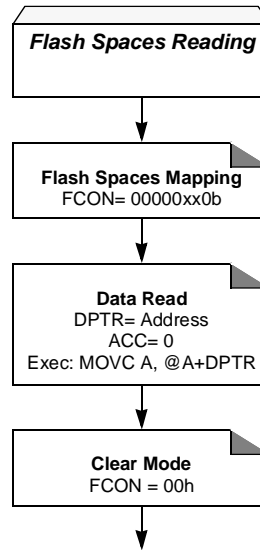 Flash Spaces Reading
Flash Spaces Mapping
FCON= 00000xx0b
Data Read
DPTR= Address
ACC= 0
Exec: MOVC A, @A+DPTR
Clear Mode
FCON = 00h